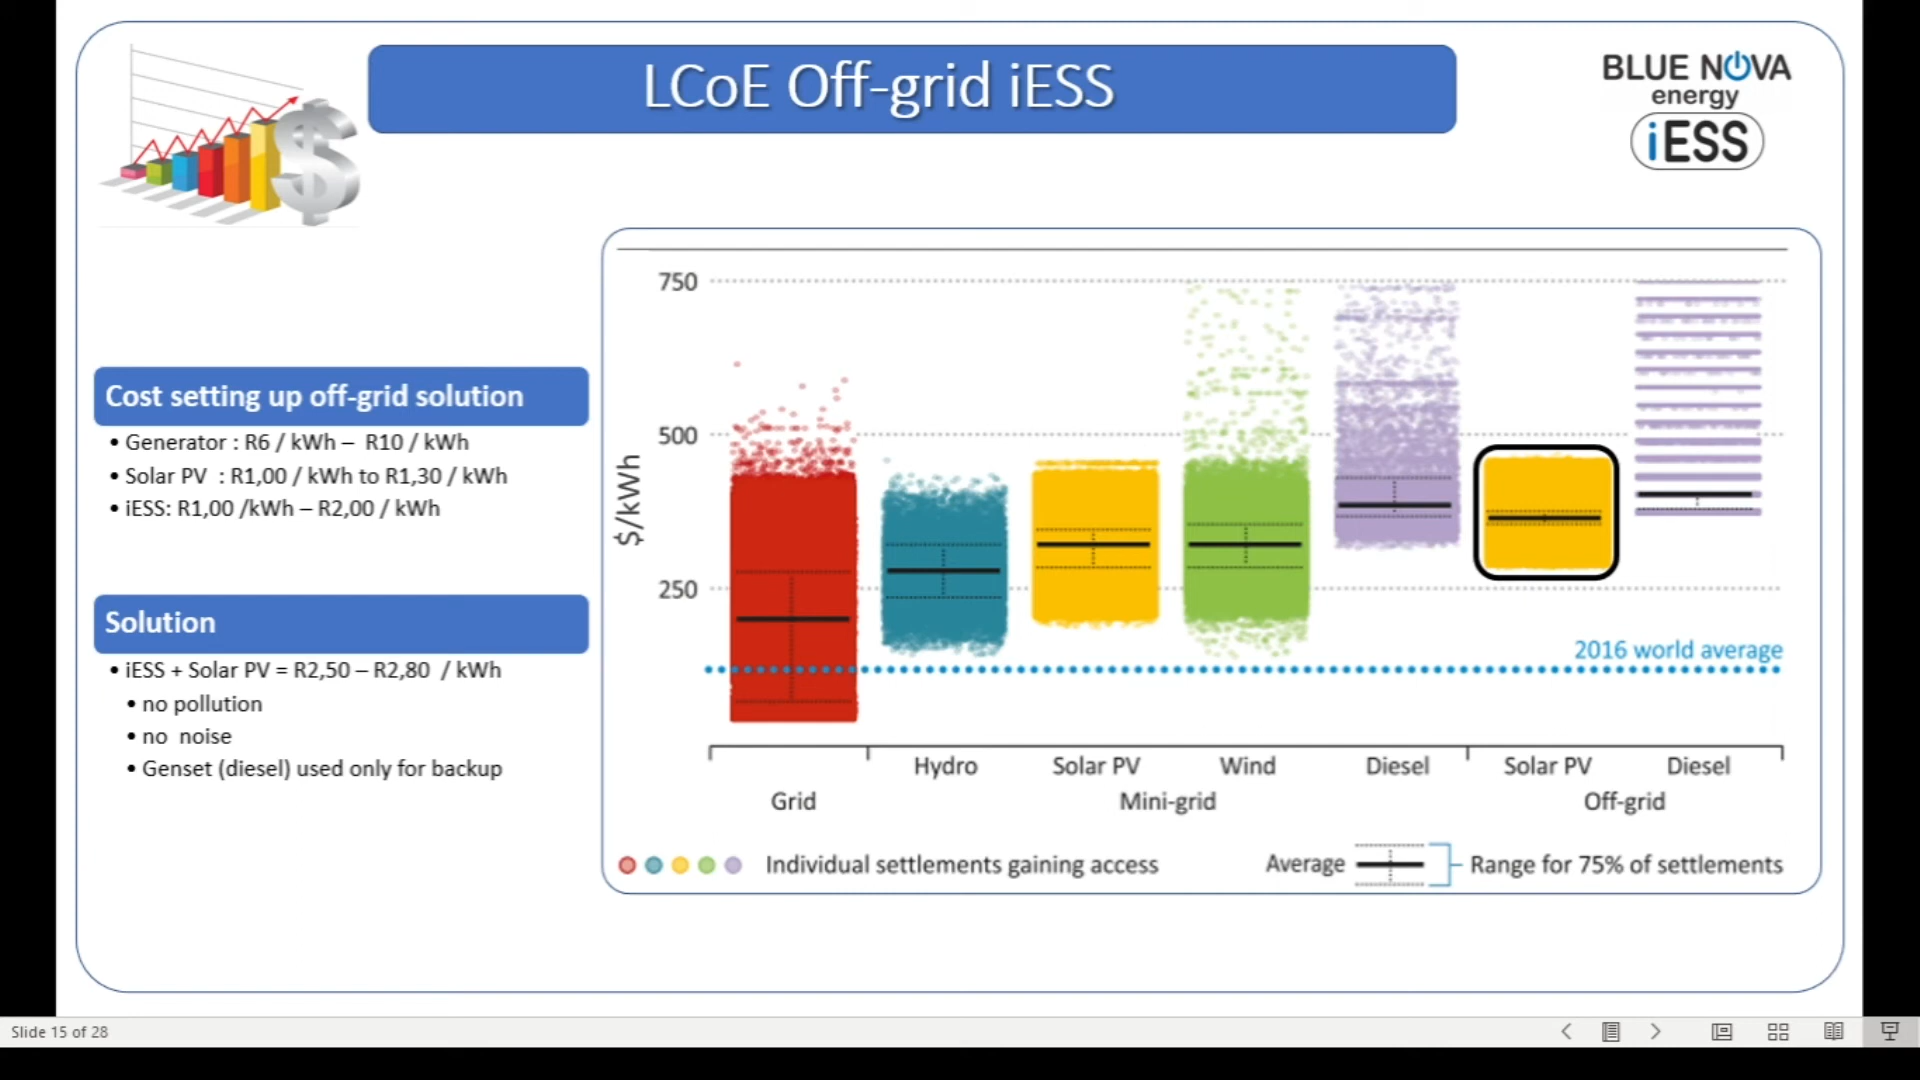 LCoE Off-grid iESS
BLUE NOVA
energy
iESS
Cost setting up off-grid solution
• Generator : R6 / kWh – R10 / kWh
• Solar PV : R1,00 / kWh to R1,30 / kWh
• iESS: R1,00 /kWh – R2,00 / kWh
Solution
• iESS + Solar PV = R2,50 – R2,80 / kWh
• no pollution
• no noise
• Genset (diesel) used only for backup
$/kWh
750
500
250
2016 world average
Hydro Solar PV Wind Diesel Solar PV Diesel
Grid Mini-grid Off-grid
Individual settlements gaining access Average Range for 75% of settlements
Slide 15 of 28